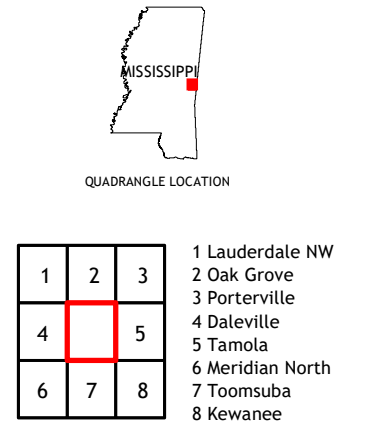 MISSISSIPPI
QUADRANGLE LOCATION
1 2 3
4 5
6 7 8
1 Lauderdale NW
2 Oak Grove
3 Porterville
4 Daleville
5 Tamola
6 Meridian North
7 Toomsuba
8 Kewanee